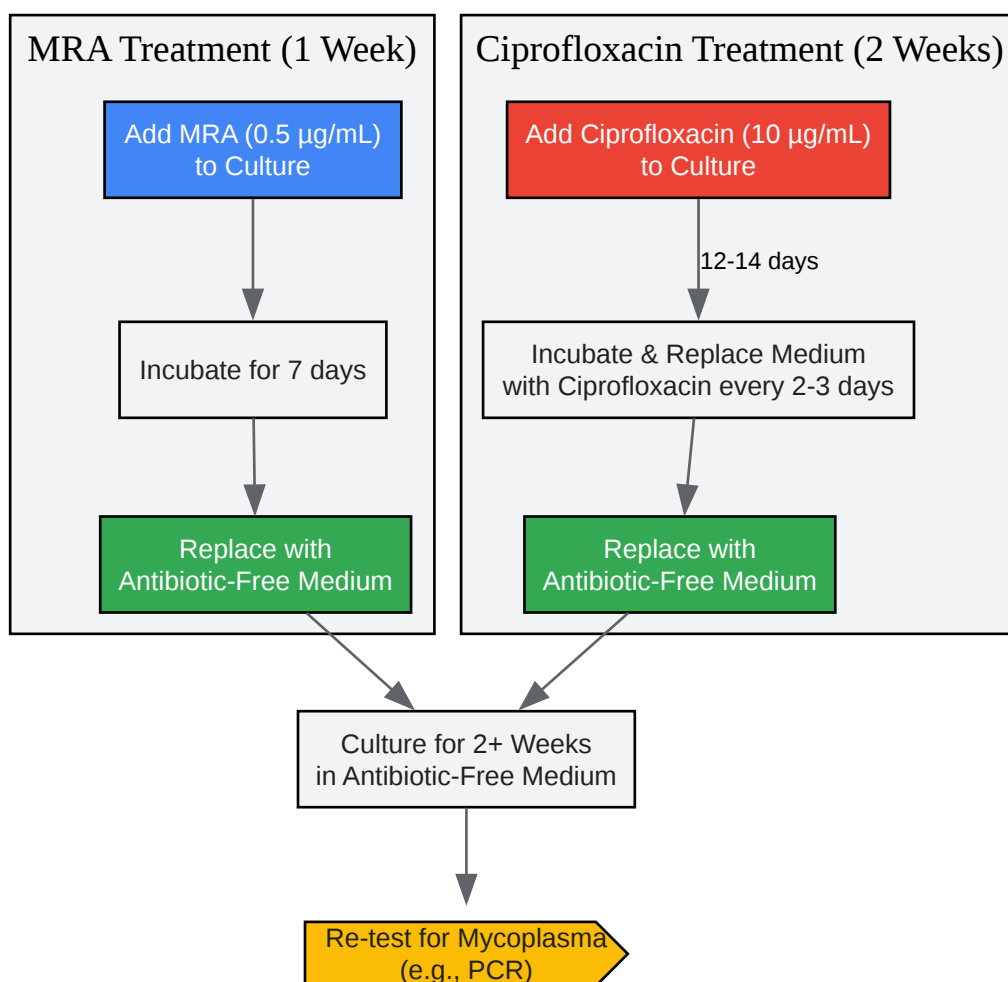 MRA Treatment (1 Week)
Add MRA (0.5 µg/mL)
to Culture
Incubate for 7 days
Replace with
Antibiotic-Free Medium
Ciprofloxacin Treatment (2 Weeks)
Add Ciprofloxacin (10 µg/mL)
to Culture
12-14 days
Incubate & Replace Medium
with Ciprofloxacin every 2-3 days
Replace with
Antibiotic-Free Medium
Culture for 2+ Weeks
in Antibiotic-Free Medium
Re-test for Mycoplasma
(e.g., PCR)